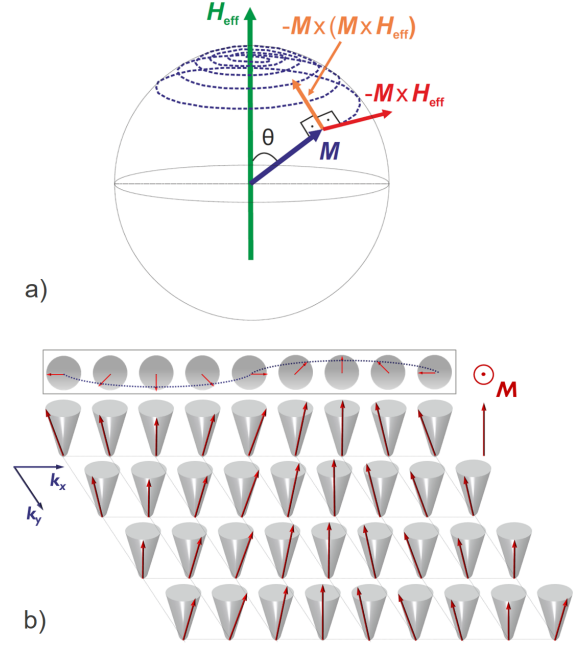 H_eff
-M x (M x H_eff)
-M x H_eff
θ
M
a)
M
k_x
k_y
b)